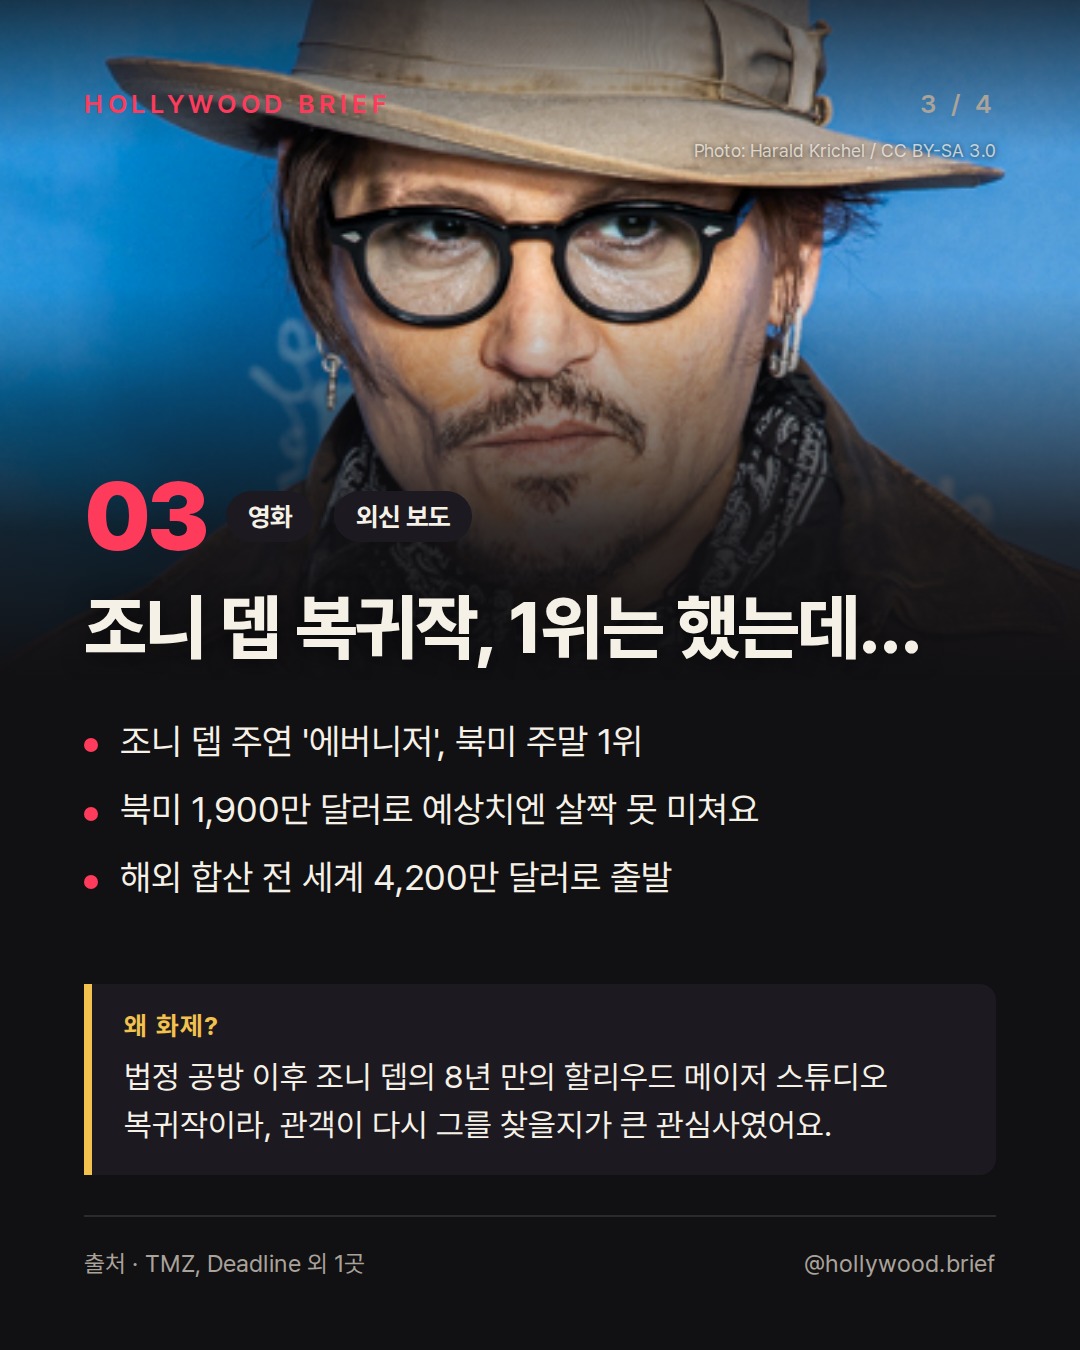 HOLLYWOOD BRIEF
3 / 4
Photo: Harald Krichel / CC BY-SA 3.0
03 영화 외신 보도
조니 뎁 복귀작, 1위는 했는데...
조니 뎁 주연 '에버니저', 북미 주말 1위
북미 1,900만 달러로 예상치엔 살짝 못 미쳐요
해외 합산 전 세계 4,200만 달러로 출발
왜 화제?
법정 공방 이후 조니 뎁의 8년 만의 할리우드 메이저 스튜디오
복귀작이라, 관객이 다시 그를 찾을지가 큰 관심사였어요.
출처 · TMZ, Deadline 외 1곳
@hollywood.brief